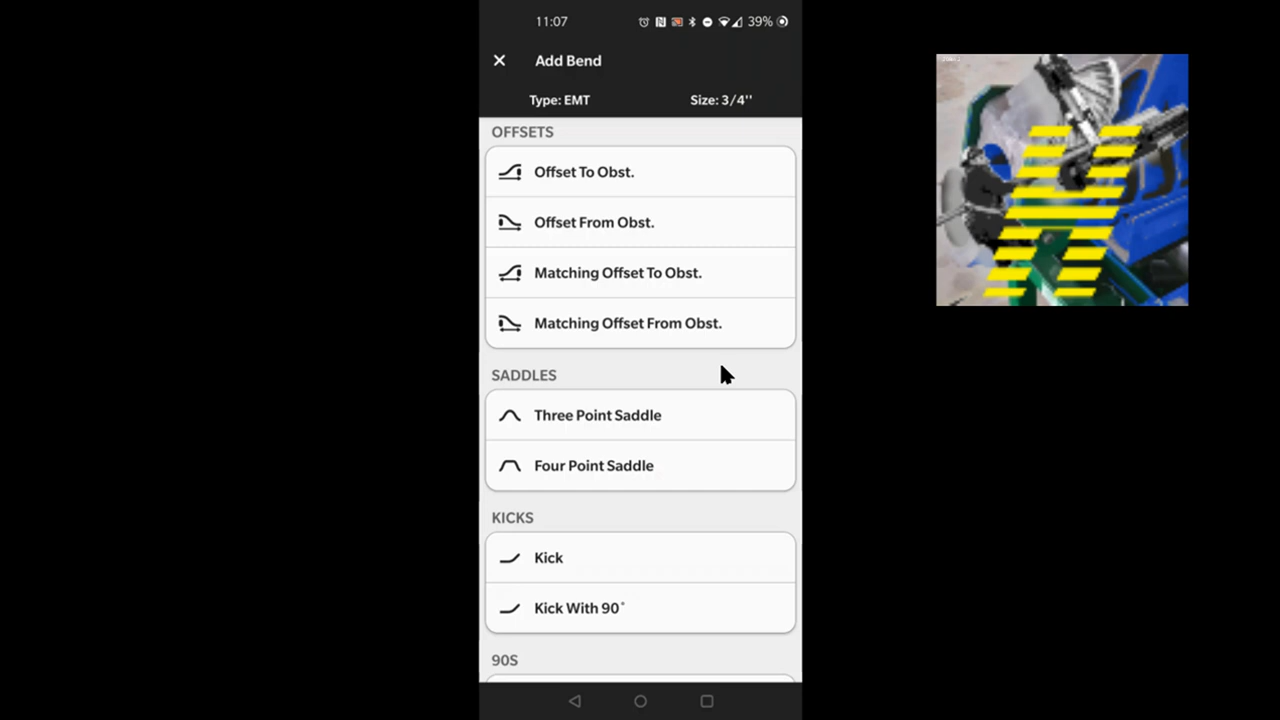 11:07
39%
Add Bend
Type: EMT
Size: 3/4''
OFFSETS
Offset To Obst.
Offset From Obst.
Matching Offset To Obst.
Matching Offset From Obst.
SADDLES
Three Point Saddle
Four Point Saddle
KICKS
Kick
Kick With 90°
90S